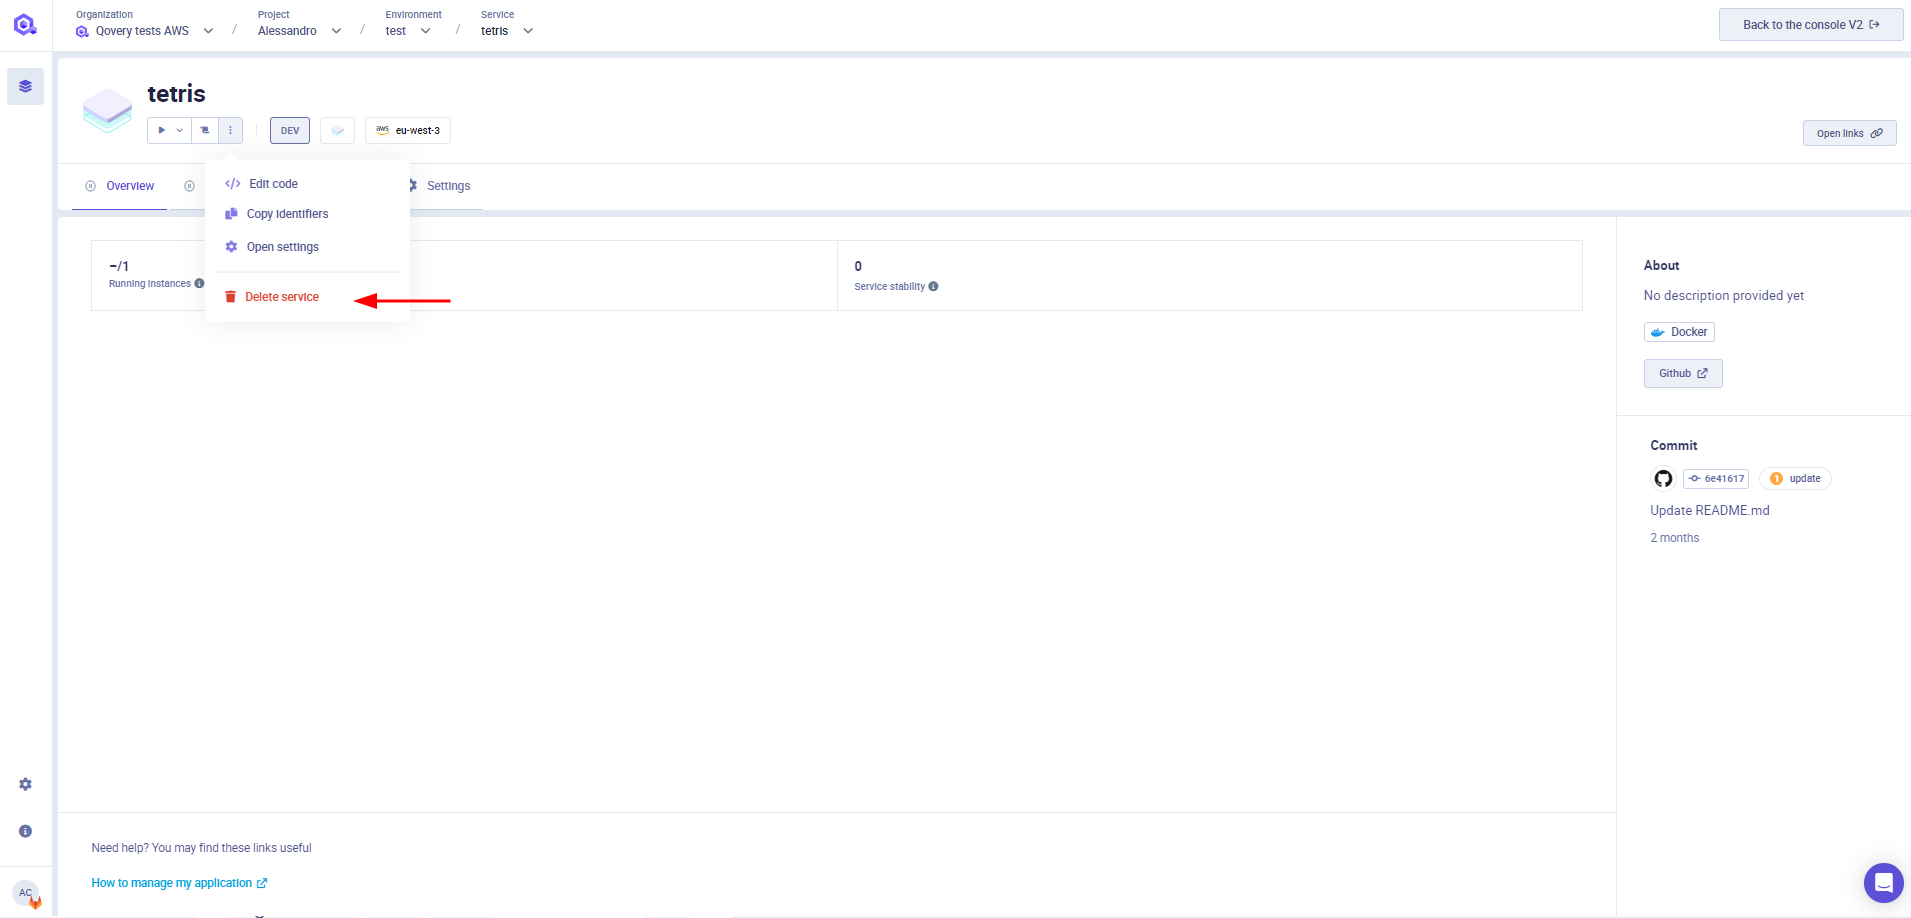 Organization
Qovery tests AWS
/
Project
Alessandro
/
Environment
test
/
Service
tetris
Back to the console V2
tetris
DEV
aws eu-west-3
Open links
Overview
Settings
Edit code
Copy identifiers
Open settings
Delete service
–/1
Running instances
0
Service stability
About
No description provided yet
Docker
Github
Commit
6e41617
1 update
Update README.md
2 months
Need help? You may find these links useful
How to manage my application
AC